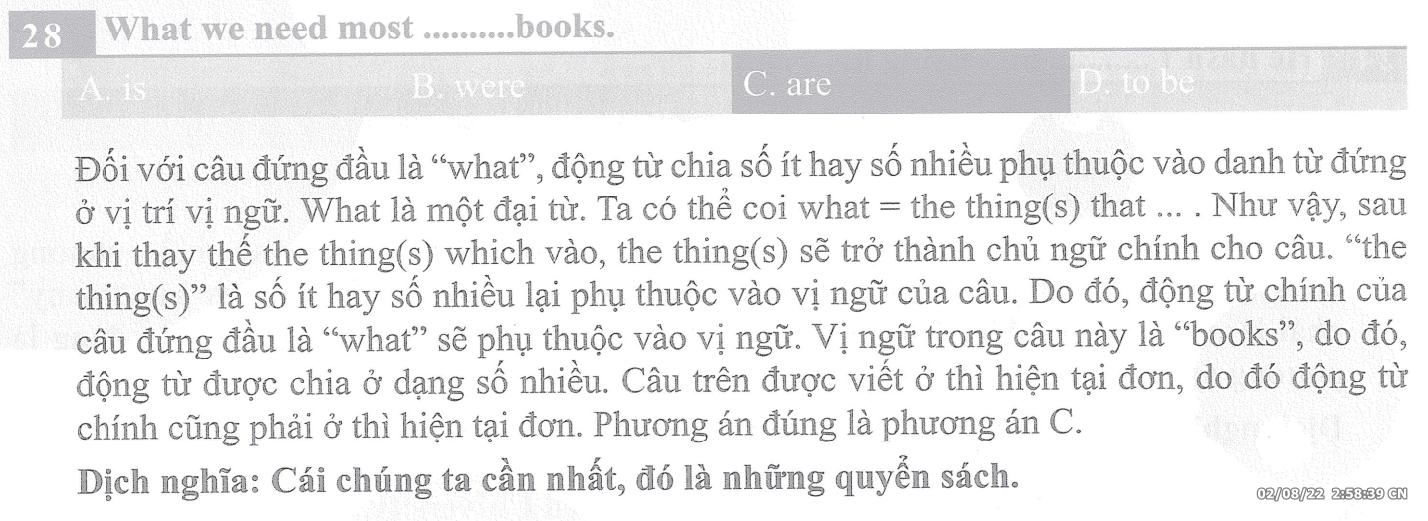 28 What we need most ..........books.
A. is B. were C. are D. to be
Đối với câu đứng đầu là “what”, động từ chia số ít hay số nhiều phụ thuộc vào danh từ đứng
ở vị trí vị ngữ. What là một đại từ. Ta có thể coi what = the thing(s) that ... . Như vậy, sau
khi thay thế the thing(s) which vào, the thing(s) sẽ trở thành chủ ngữ chính cho câu. “the
thing(s)” là số ít hay số nhiều lại phụ thuộc vào vị ngữ của câu. Do đó, động từ chính của
câu đứng đầu là “what” sẽ phụ thuộc vào vị ngữ. Vị ngữ trong câu này là “books”, do đó,
động từ được chia ở dạng số nhiều. Câu trên được viết ở thì hiện tại đơn, do đó động từ
chính cũng phải ở thì hiện tại đơn. Phương án đúng là phương án C.
Dịch nghĩa: Cái chúng ta cần nhất, đó là những quyển sách.
02/08/22 2:58:39 CN